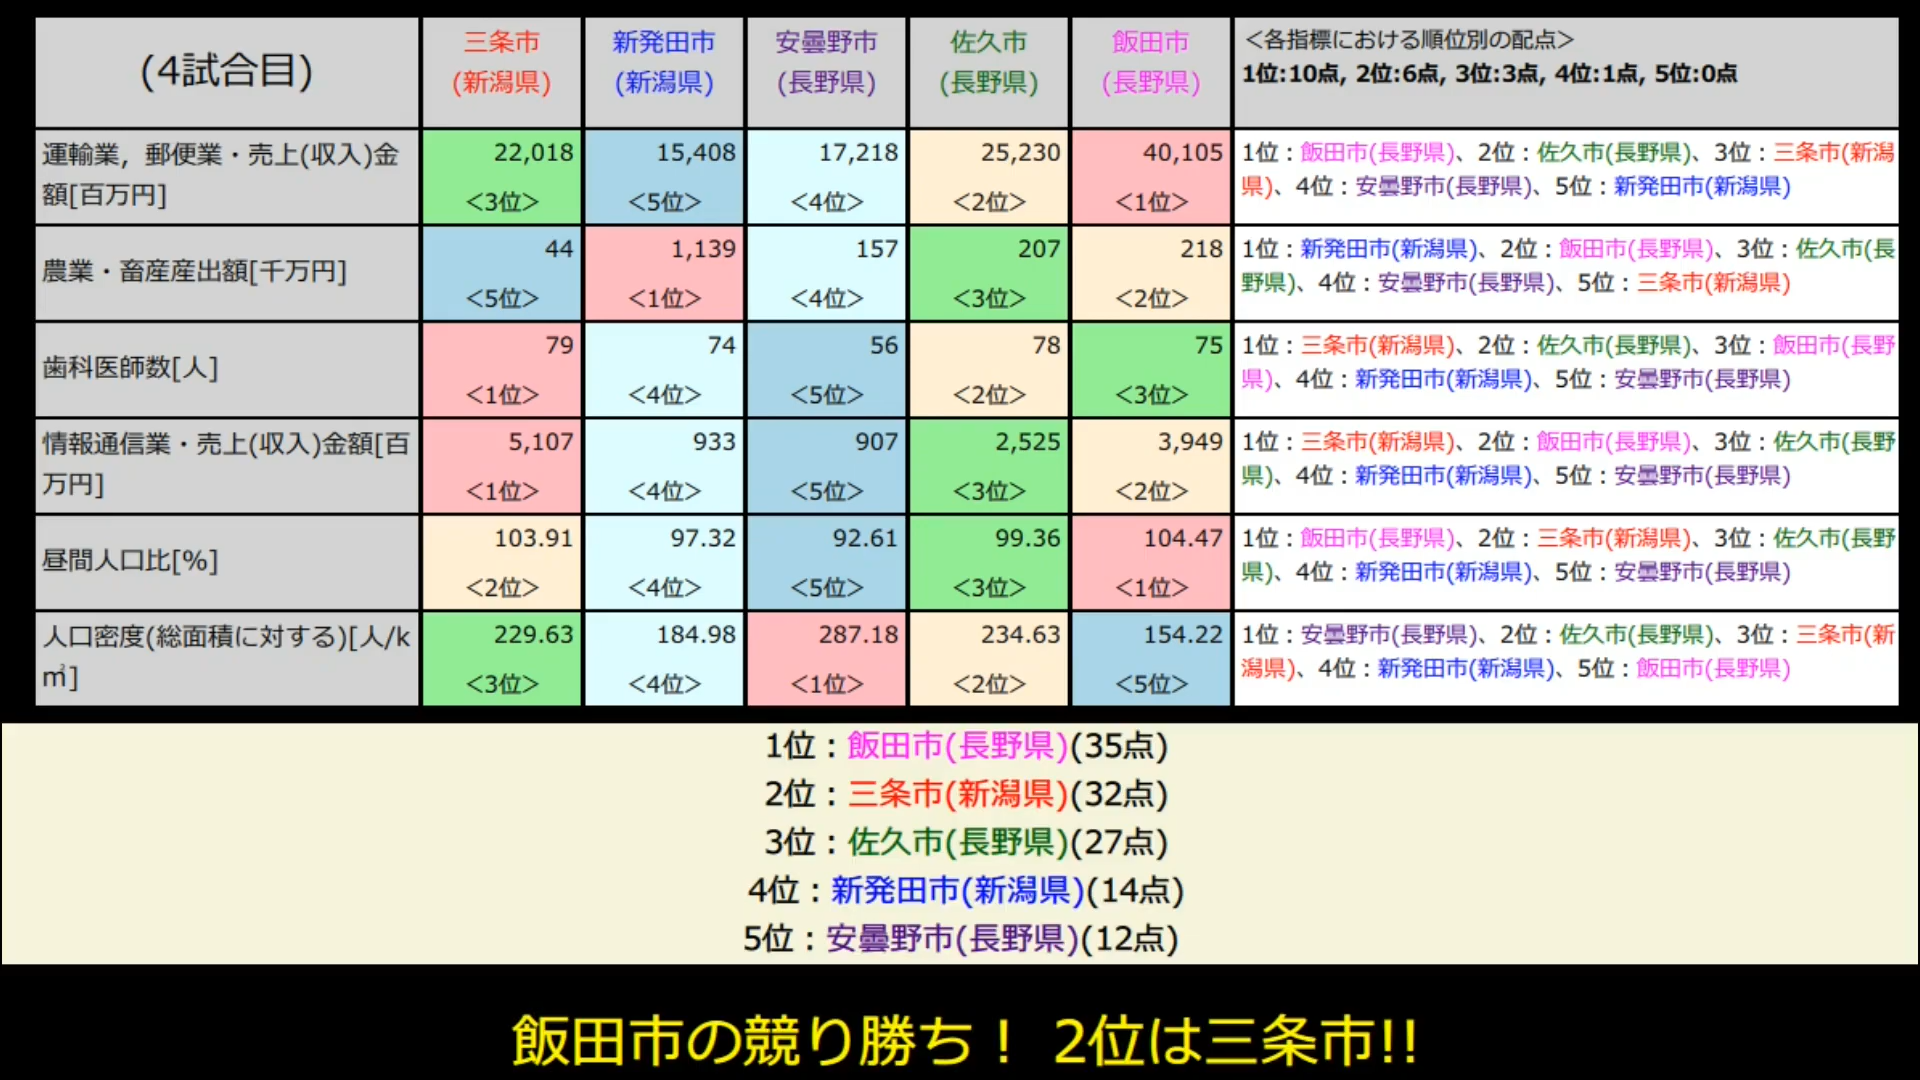 (4試合目)
三条市
(新潟県)
新発田市
(新潟県)
安曇野市
(長野県)
佐久市
(長野県)
飯田市
(長野県)
＜各指標における順位別の配点＞
1位:10点, 2位:6点, 3位:3点, 4位:1点, 5位:0点
運輸業，郵便業・売上(収入)金
額[百万円]
22,018
<3位>
15,408
<5位>
17,218
<4位>
25,230
<2位>
40,105
<1位>
1位：飯田市(長野県)、2位：佐久市(長野県)、3位：三条市(新潟
県)、4位：安曇野市(長野県)、5位：新発田市(新潟県)
農業・畜産産出額[千万円]
44
<5位>
1,139
<1位>
157
<4位>
207
<3位>
218
<2位>
1位：新発田市(新潟県)、2位：飯田市(長野県)、3位：佐久市(長
野県)、4位：安曇野市(長野県)、5位：三条市(新潟県)
歯科医師数[人]
79
<1位>
74
<4位>
56
<5位>
78
<2位>
75
<3位>
1位：三条市(新潟県)、2位：佐久市(長野県)、3位：飯田市(長野
県)、4位：新発田市(新潟県)、5位：安曇野市(長野県)
情報通信業・売上(収入)金額[百
万円]
5,107
<1位>
933
<4位>
907
<5位>
2,525
<3位>
3,949
<2位>
1位：三条市(新潟県)、2位：飯田市(長野県)、3位：佐久市(長野
県)、4位：新発田市(新潟県)、5位：安曇野市(長野県)
昼間人口比[%]
103.91
<2位>
97.32
<4位>
92.61
<5位>
99.36
<3位>
104.47
<1位>
1位：飯田市(長野県)、2位：三条市(新潟県)、3位：佐久市(長野
県)、4位：新発田市(新潟県)、5位：安曇野市(長野県)
人口密度(総面積に対する)[人/k
㎡]
229.63
<3位>
184.98
<4位>
287.18
<1位>
234.63
<2位>
154.22
<5位>
1位：安曇野市(長野県)、2位：佐久市(長野県)、3位：三条市(新
潟県)、4位：新発田市(新潟県)、5位：飯田市(長野県)
1位：飯田市(長野県)(35点)
2位：三条市(新潟県)(32点)
3位：佐久市(長野県)(27点)
4位：新発田市(新潟県)(14点)
5位：安曇野市(長野県)(12点)
飯田市の競り勝ち！ 2位は三条市!!